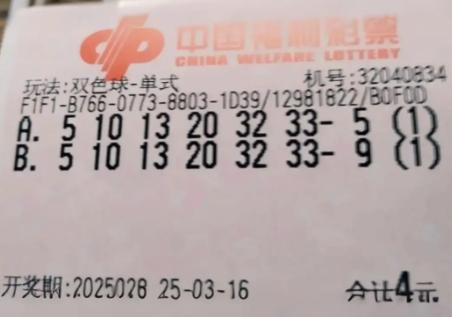 中国福利彩票
CHINA WELFARE LOTTERY
玩法:双色球-单式 机号:32040834
F1F1-B766-0773-8803-1D39/12981822/B0F0D
A. 5 10 13 20 32 33- 5 (1)
B. 5 10 13 20 32 33- 9 (1)
开奖期:2025028 25-03-16 合计4元